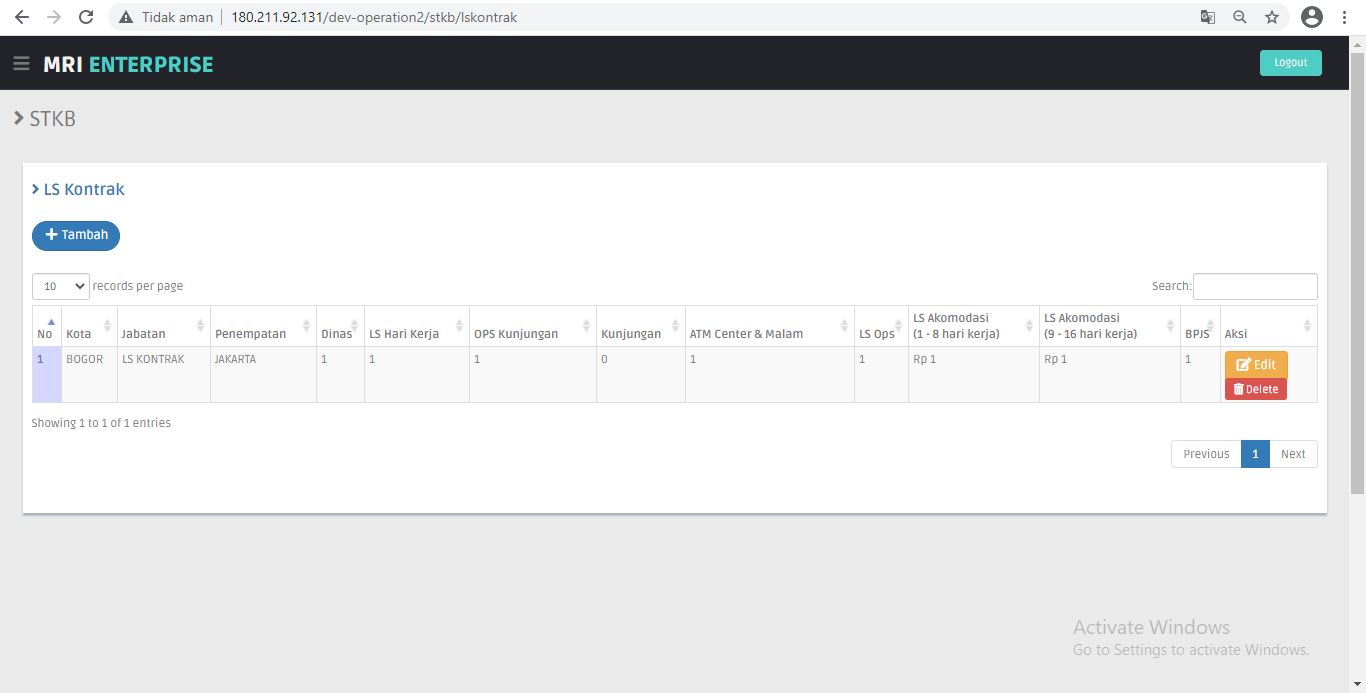 Tidak aman
180.211.92.131/dev-operation2/stkb/lskontrak
MRI ENTERPRISE
Logout
STKB
LS Kontrak
Tambah
10 records per page
Search:
No Kota Jabatan Penempatan Dinas LS Hari Kerja OPS Kunjungan Kunjungan ATM Center & Malam LS Ops LS Akomodasi (1 - 8 hari kerja) LS Akomodasi (9 - 16 hari kerja) BPJS Aksi
1 BOGOR LS KONTRAK JAKARTA 1 1 1 0 1 1 Rp 1 Rp 1 1 Edit
Delete
Showing 1 to 1 of 1 entries
Previous 1 Next
Activate Windows
Go to Settings to activate Windows.